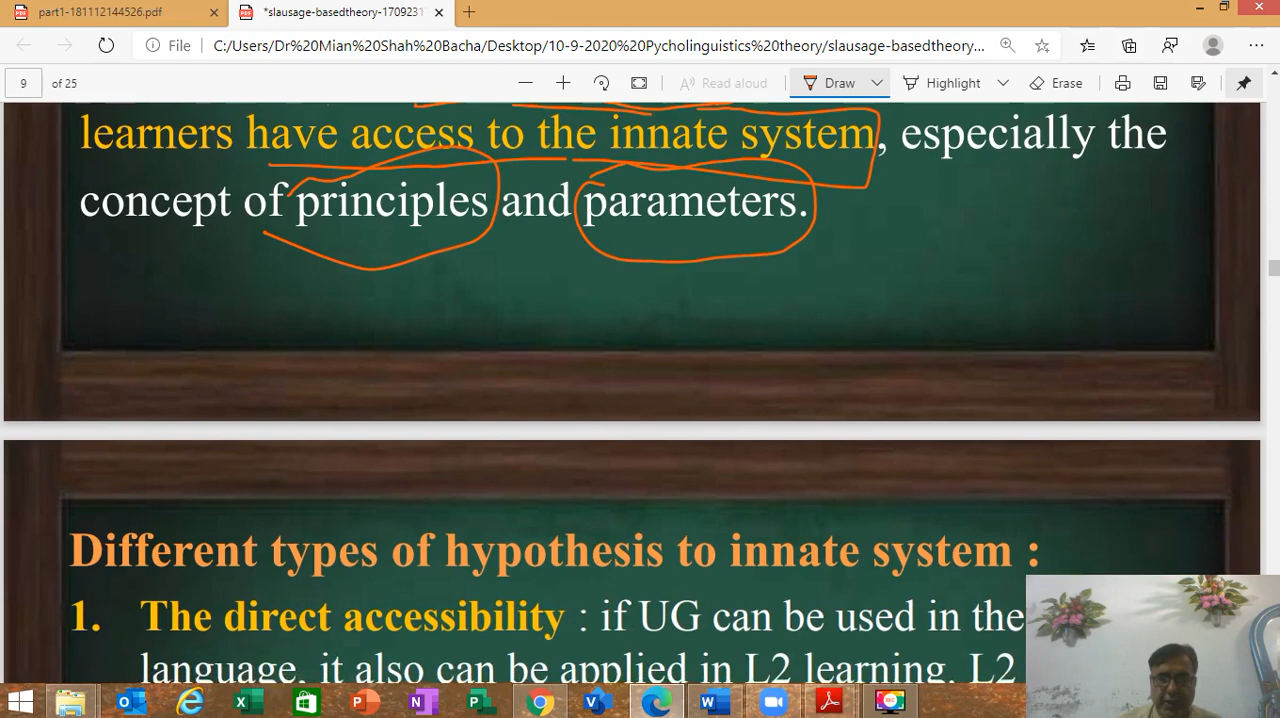 part1-181112144526.pdf
*slausage-basedtheory-1709231
File
C:/Users/Dr%20Mian%20Shah%20Bacha/Desktop/10-9-2020%20Pycholinguistics%20theory/slausage-basedtheory...
9 of 25
Read aloud
Draw
Highlight
Erase
learners have access to the innate system, especially the
concept of principles and parameters.
Different types of hypothesis to innate system :
1. The direct accessibility : if UG can be used in the
language, it also can be applied in L2 learning. L2